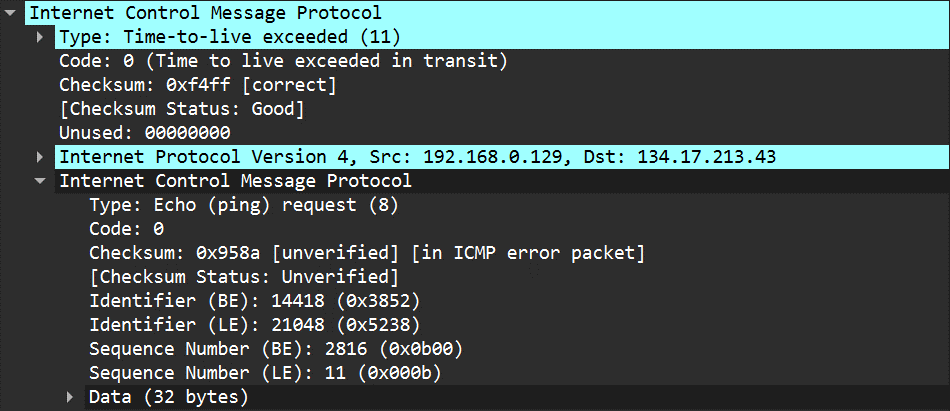 Internet Control Message Protocol
Type: Time-to-live exceeded (11)
Code: 0 (Time to live exceeded in transit)
Checksum: 0xf4ff [correct]
[Checksum Status: Good]
Unused: 00000000
Internet Protocol Version 4, Src: 192.168.0.129, Dst: 134.17.213.43
Internet Control Message Protocol
Type: Echo (ping) request (8)
Code: 0
Checksum: 0x958a [unverified] [in ICMP error packet]
[Checksum Status: Unverified]
Identifier (BE): 14418 (0x3852)
Identifier (LE): 21048 (0x5238)
Sequence Number (BE): 2816 (0x0b00)
Sequence Number (LE): 11 (0x000b)
Data (32 bytes)